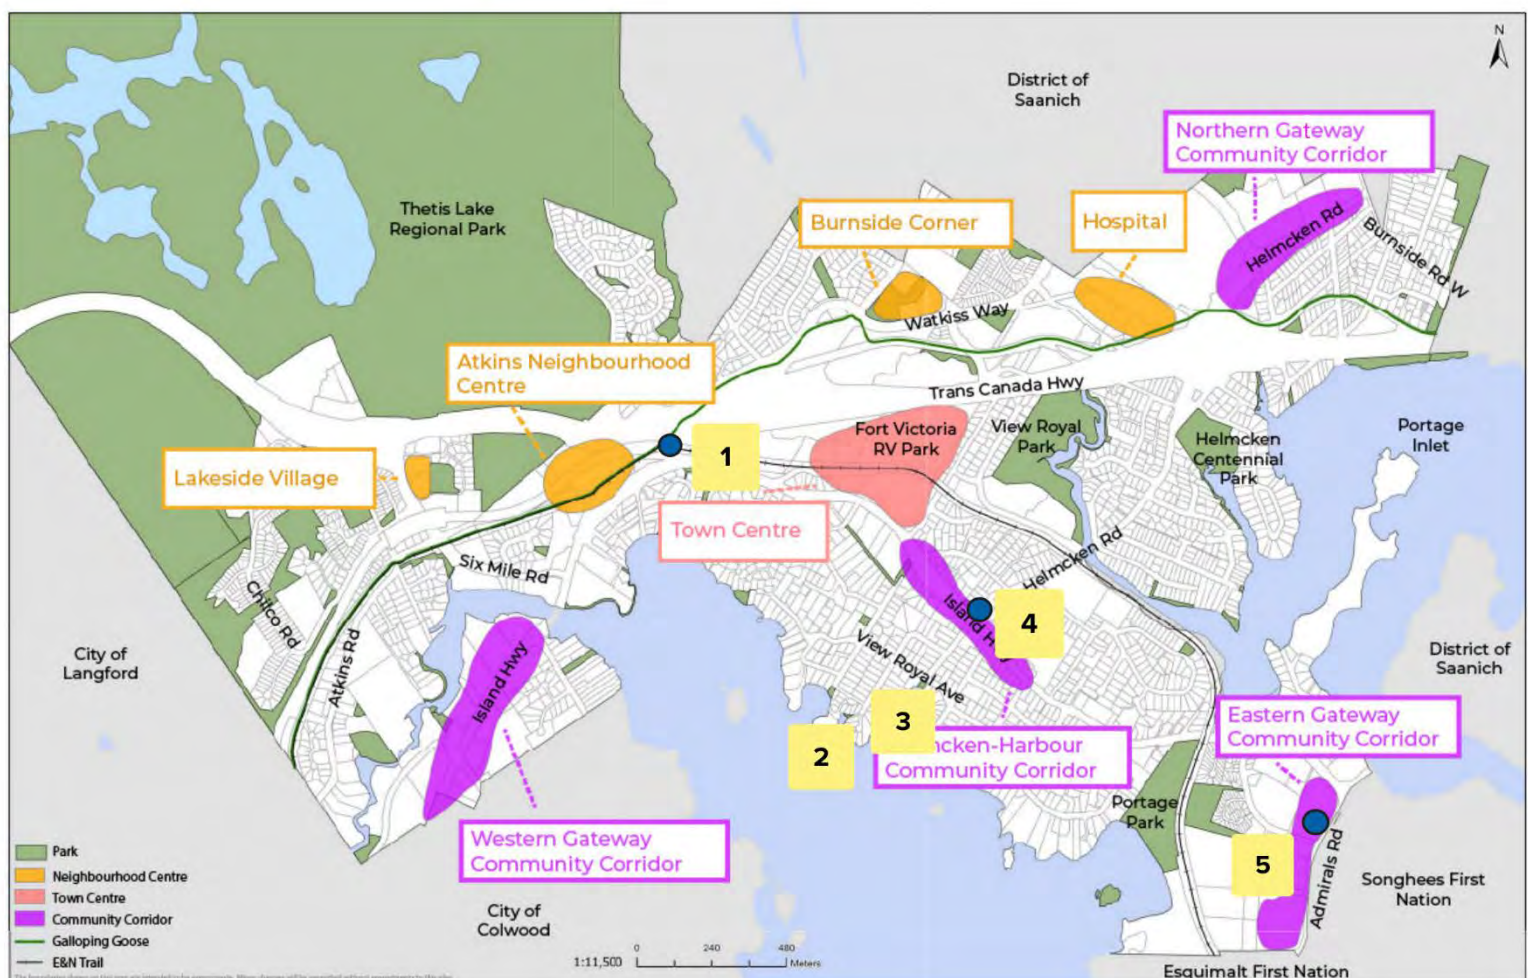 N
District of
Saanich
Northern Gateway
Community Corridor
Thetis Lake
Regional Park
Burnside Corner
Hospital
Helmcken Rd
Burnside Rd W
Watkiss Way
Atkins Neighbourhood
Centre
Trans Canada Hwy
Fort Victoria
RV Park
View Royal
Park
Helmcken
Centennial
Park
Portage
Inlet
Lakeside Village
1
Town Centre
Six Mile Rd
Helmcken Rd
Chilco Rd
Island H
4
City of
Langford
Atkins Rd
Island Hwy
View Royal Ave
District of
Saanich
3
2
mcken-Harbour
Community Corridor
Eastern Gateway
Community Corridor
Portage
Park
Western Gateway
Community Corridor
5
Admirals Rd
Songhees First
Nation
City of
Colwood
Park
Neighbourhood Centre
Town Centre
Community Corridor
Galloping Goose
E&N Trail
1:11,500
0 240 480
Meters
Esquimalt First Nation